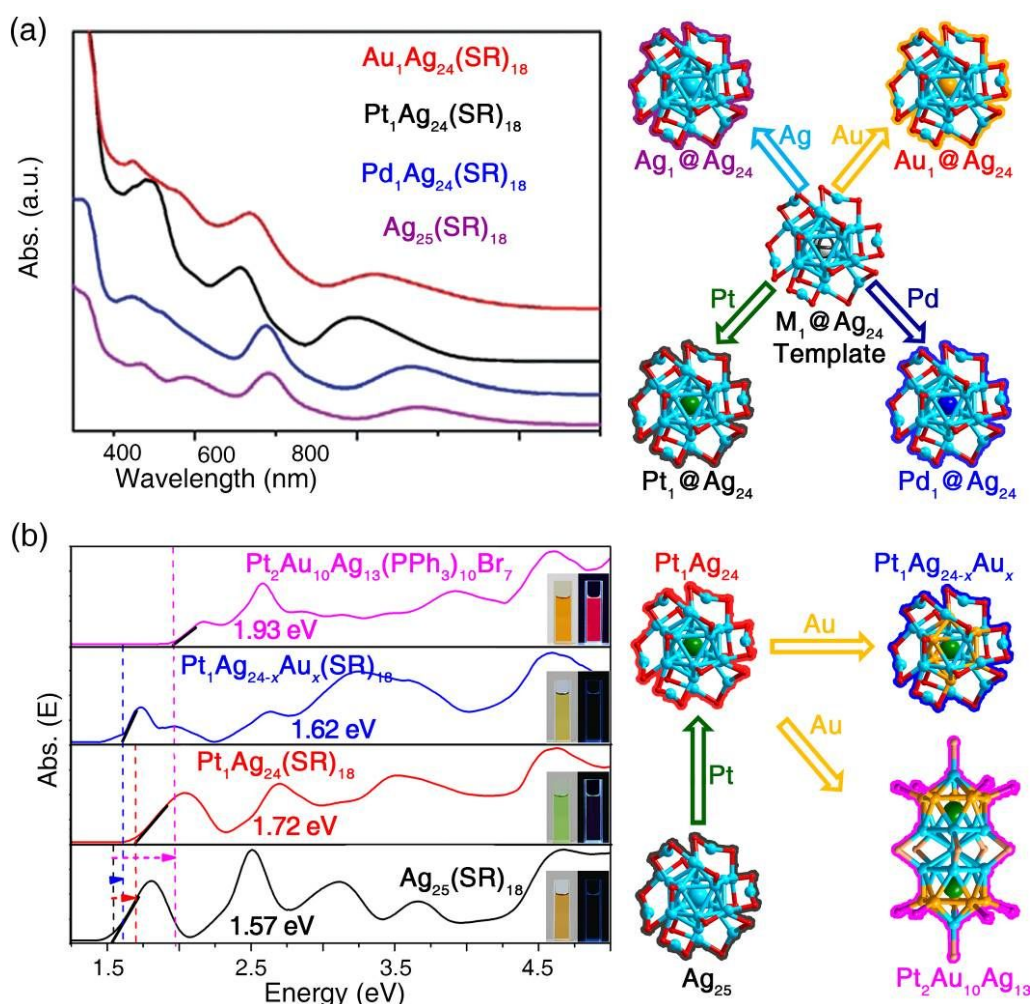 (a)
Au₁Ag₂₄(SR)₁₈
Pt₁Ag₂₄(SR)₁₈
Pd₁Ag₂₄(SR)₁₈
Ag₂₅(SR)₁₈
Abs. (a.u.)
400 600 800
Wavelength (nm)
Ag₁@Ag₂₄
Au₁@Ag₂₄
Ag
Au
Pt
Pd
M₁@Ag₂₄
Template
Pt₁@Ag₂₄
Pd₁@Ag₂₄
(b)
Pt₂Au₁₀Ag₁₃(PPh₃)₁₀Br₇
1.93 eV
Pt₁Ag₂₄₋ₓAuₓ(SR)₁₈
1.62 eV
Pt₁Ag₂₄(SR)₁₈
1.72 eV
Ag₂₅(SR)₁₈
1.57 eV
Abs. (E)
1.5 2.5 3.5 4.5
Energy (eV)
Pt₁Ag₂₄
Pt₁Ag₂₄₋ₓAuₓ
Au
Au
Pt
Ag₂₅
Pt₂Au₁₀Ag₁₃